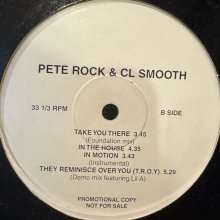 PETE ROCK & CL SMOOTH
33 1/3 RPM
B SIDE
TAKE YOU THERE 3.45
(Foundation mix)
IN THE HOUSE 4.35
IN MOTION 3.43
(Instrumental)
THEY REMINISCE OVER YOU (T.R.O.Y) 5.29
(Demo mix featuring Lil A)
PROMOTIONAL COPY
NOT FOR SALE